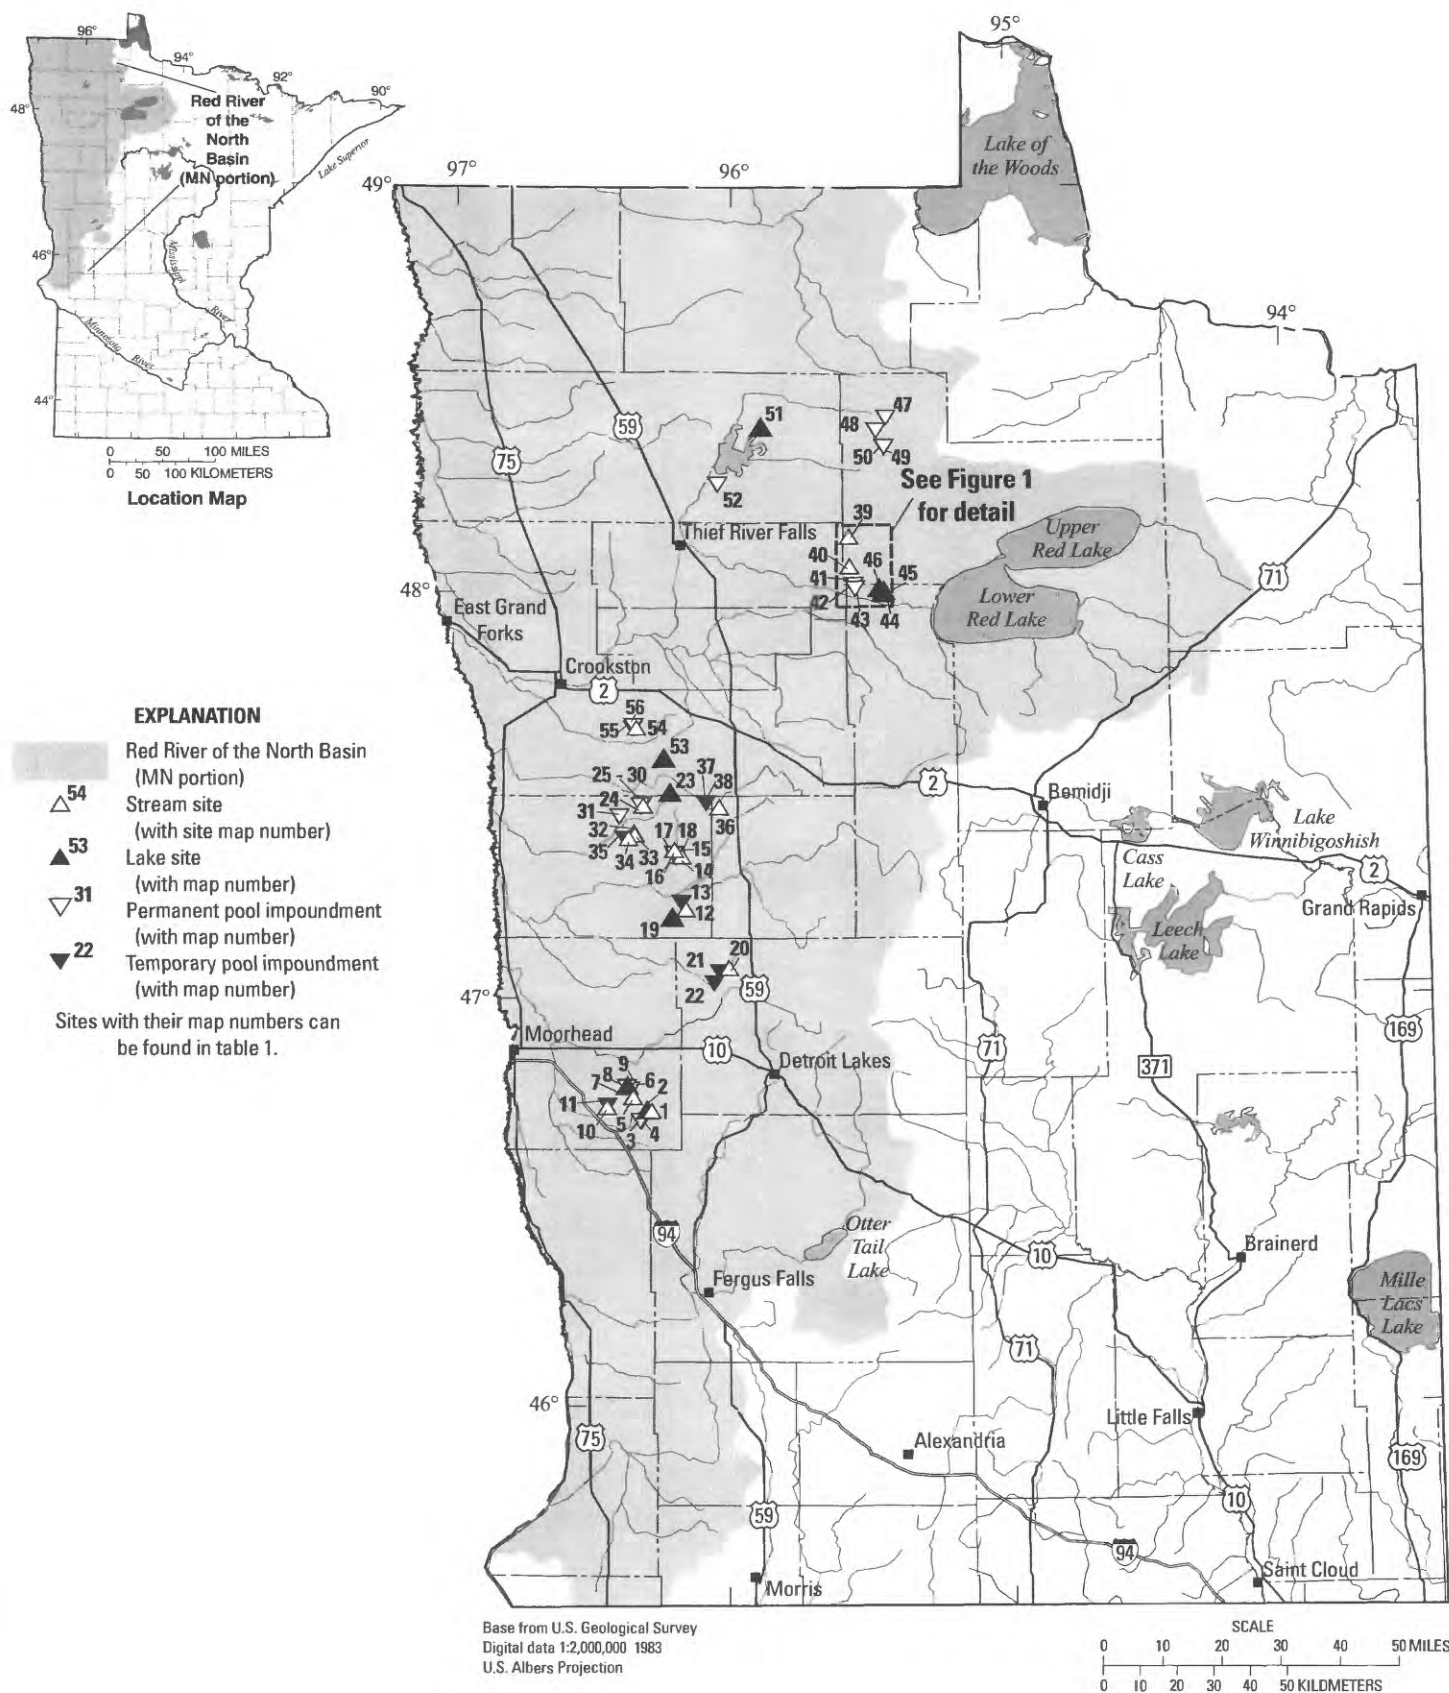 96°
94°
92°
90°
48°
46°
44°
Red River
of the
North
Basin
(MN portion)
Lake Superior
Mississippi
River
Minnesota
River
0 50 100 MILES
0 50 100 KILOMETERS
Location Map
95°
97°
96°
49°
94°
Lake of
the Woods
59
75
51
47
48
50
49
52
See Figure 1
for detail
39
Thief River Falls
40
46
45
41
42
43
44
Upper
Red Lake
Lower
Red Lake
71
48°
East Grand
Forks
Crookston
2
56
55
54
53
25 - 30
23
37
38
24
31
36
32
17
18
15
35
34
33
16
14
13
12
19
2
Bemidji
Lake
Winnibigoshish
Cass
Lake
2
Grand Rapids
Leech
Lake
EXPLANATION
Red River of the North Basin
(MN portion)
54
Stream site
(with site map number)
53
Lake site
(with map number)
31
Permanent pool impoundment
(with map number)
22
Temporary pool impoundment
(with map number)
Sites with their map numbers can
be found in table 1.
20
21
22
47°
59
169
Moorhead
10
71
371
Detroit Lakes
9
8
6
7
2
11
1
10
5
3
4
94
Otter
Tail
Lake
10
Brainerd
Fergus Falls
Mille
Lacs
Lake
71
46°
75
Little Falls
Alexandria
169
10
59
94
Morris
Saint Cloud
Base from U.S. Geological Survey
Digital data 1:2,000,000 1983
U.S. Albers Projection
SCALE
0 10 20 30 40 50 MILES
0 10 20 30 40 50 KILDMETERS